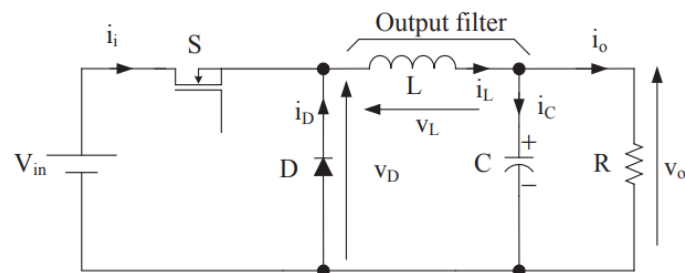 Output filter
i_i
S
L
i_L
i_o
i_D
v_L
i_C
+
V_in
D
v_D
C
R
v_o
−